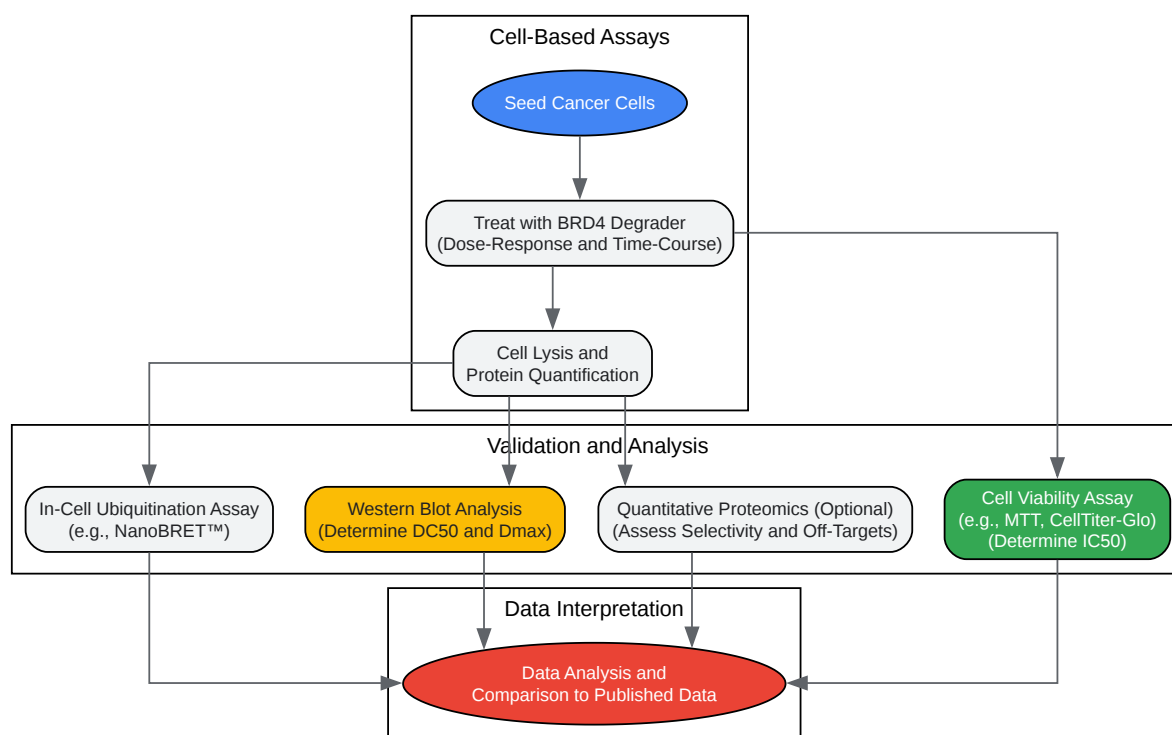 Cell-Based Assays
Seed Cancer Cells
Treat with BRD4 Degrader
(Dose-Response and Time-Course)
Cell Lysis and
Protein Quantification
Validation and Analysis
In-Cell Ubiquitination Assay
(e.g., NanoBRET™)
Western Blot Analysis
(Determine DC50 and Dmax)
Quantitative Proteomics (Optional)
(Assess Selectivity and Off-Targets)
Cell Viability Assay
(e.g., MTT, CellTiter-Glo)
(Determine IC50)
Data Interpretation
Data Analysis and
Comparison to Published Data